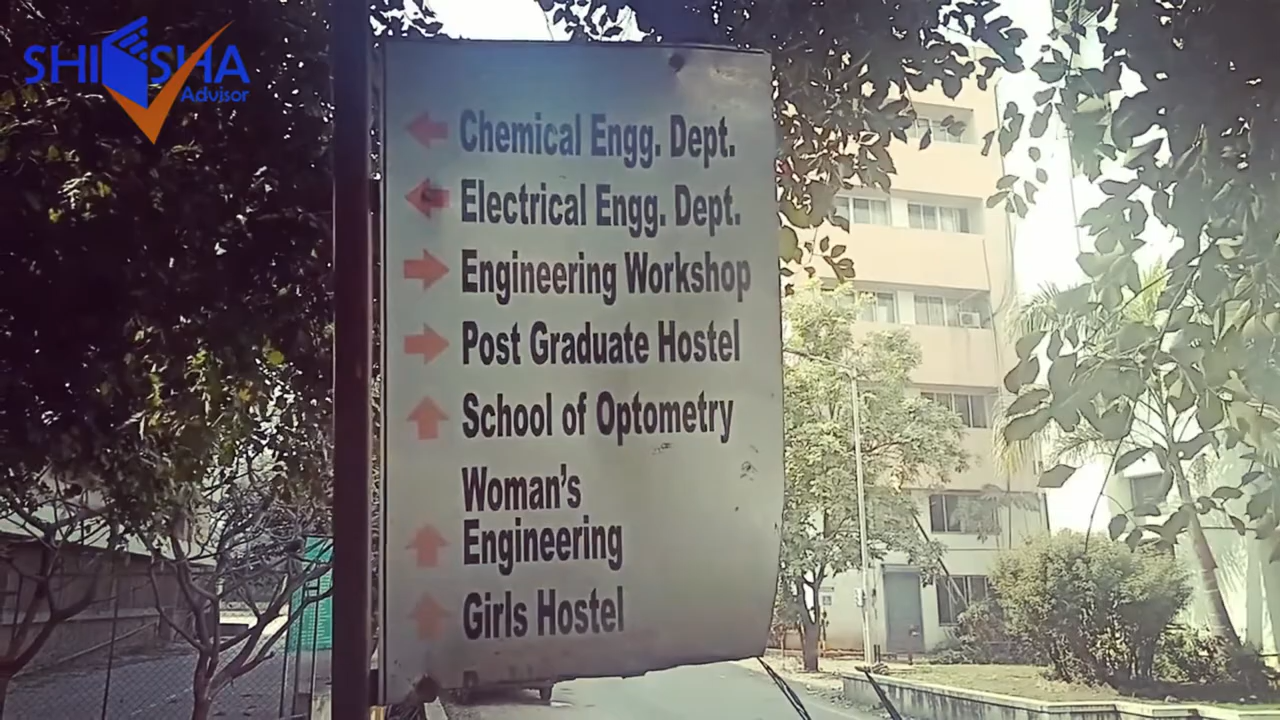 SHIKSHA
Advisor
Chemical Engg. Dept.
Electrical Engg. Dept.
Engineering Workshop
Post Graduate Hostel
School of Optometry
Woman's
Engineering
Girls Hostel